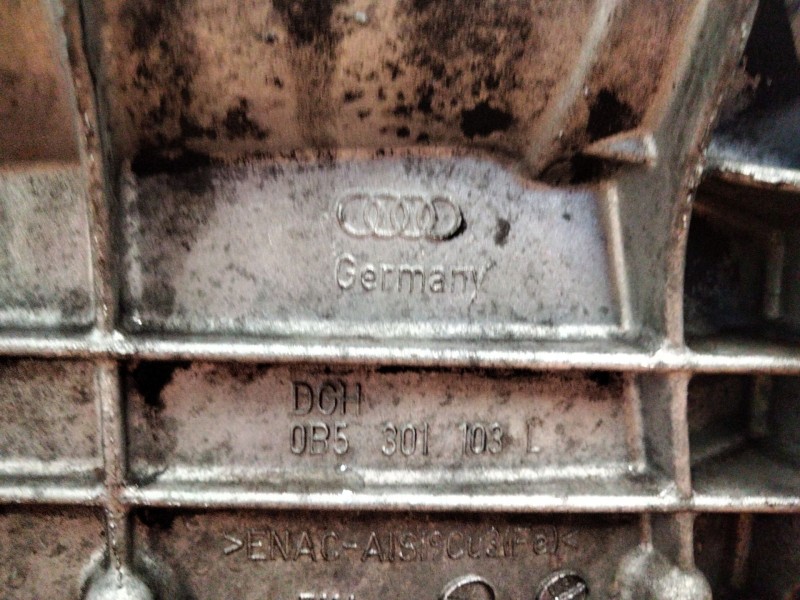 Germany
DGH
0B5 301 103 L
>ENAC-AlSi9Cu3(Fe)<